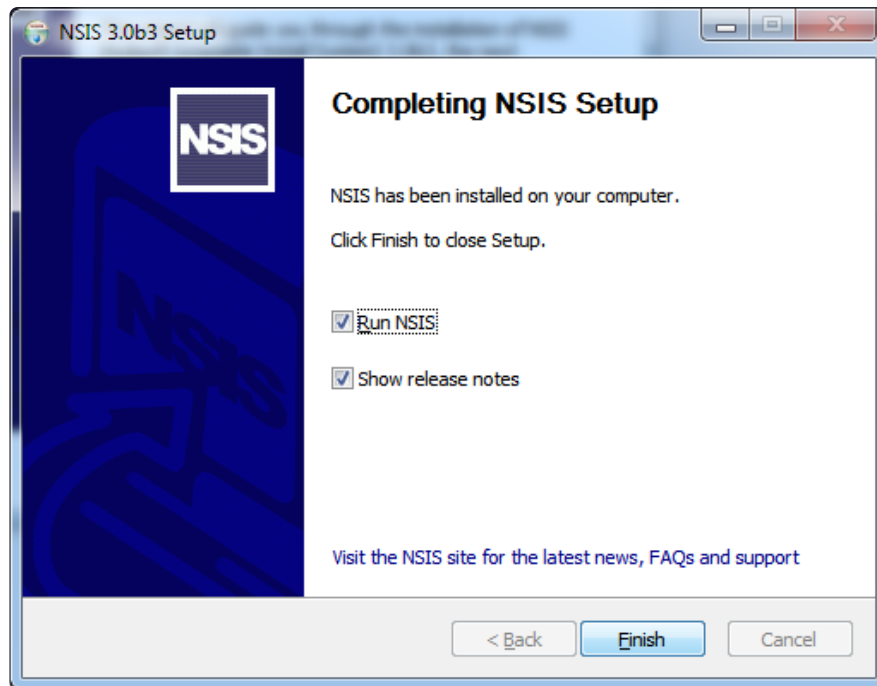 NSIS 3.0b3 Setup
NSIS
Completing NSIS Setup
NSIS has been installed on your computer.
Click Finish to close Setup.
Run NSIS
Show release notes
NSIS
Visit the NSIS site for the latest news, FAQs and support
< Back
Finish
Cancel